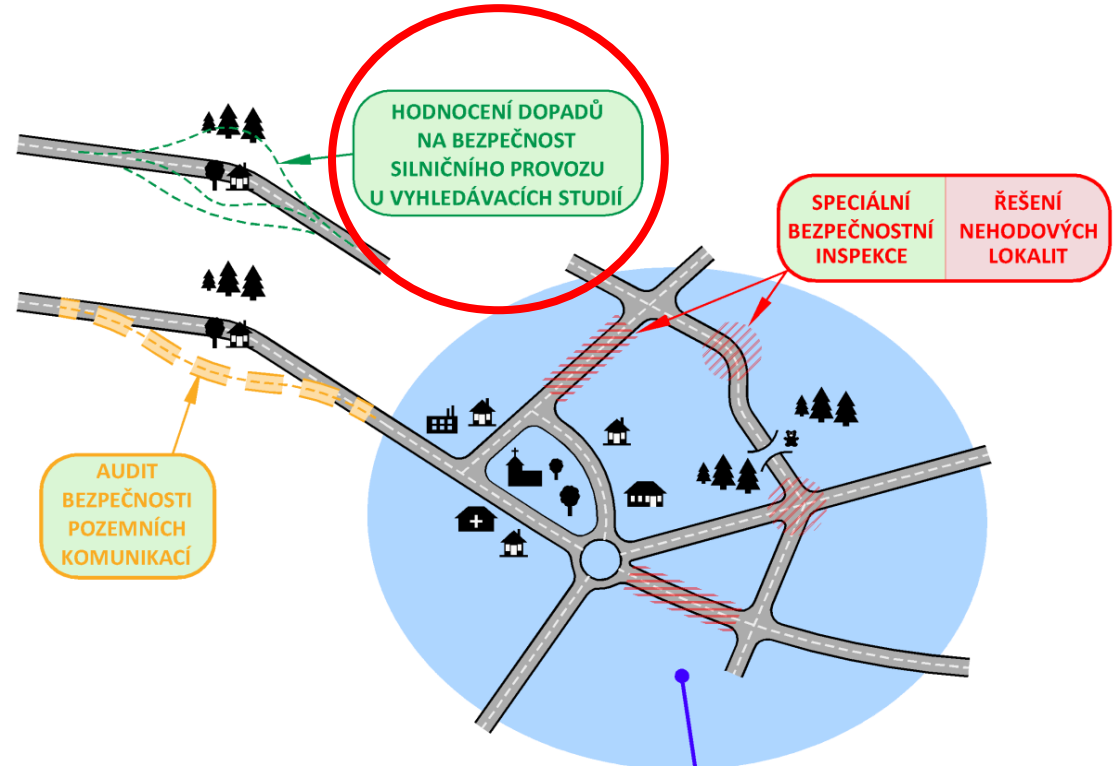 HODNOCENÍ DOPADŮ
NA BEZPEČNOST
SILNIČNÍHO PROVOZU
U VYHLEDÁVACÍCH STUDIÍ
SPECIÁLNÍ
BEZPEČNOSTNÍ
INSPEKCE
ŘEŠENÍ
NEHODOVÝCH
LOKALIT
AUDIT
BEZPEČNOSTI
POZEMNÍCH
KOMUNIKACÍ